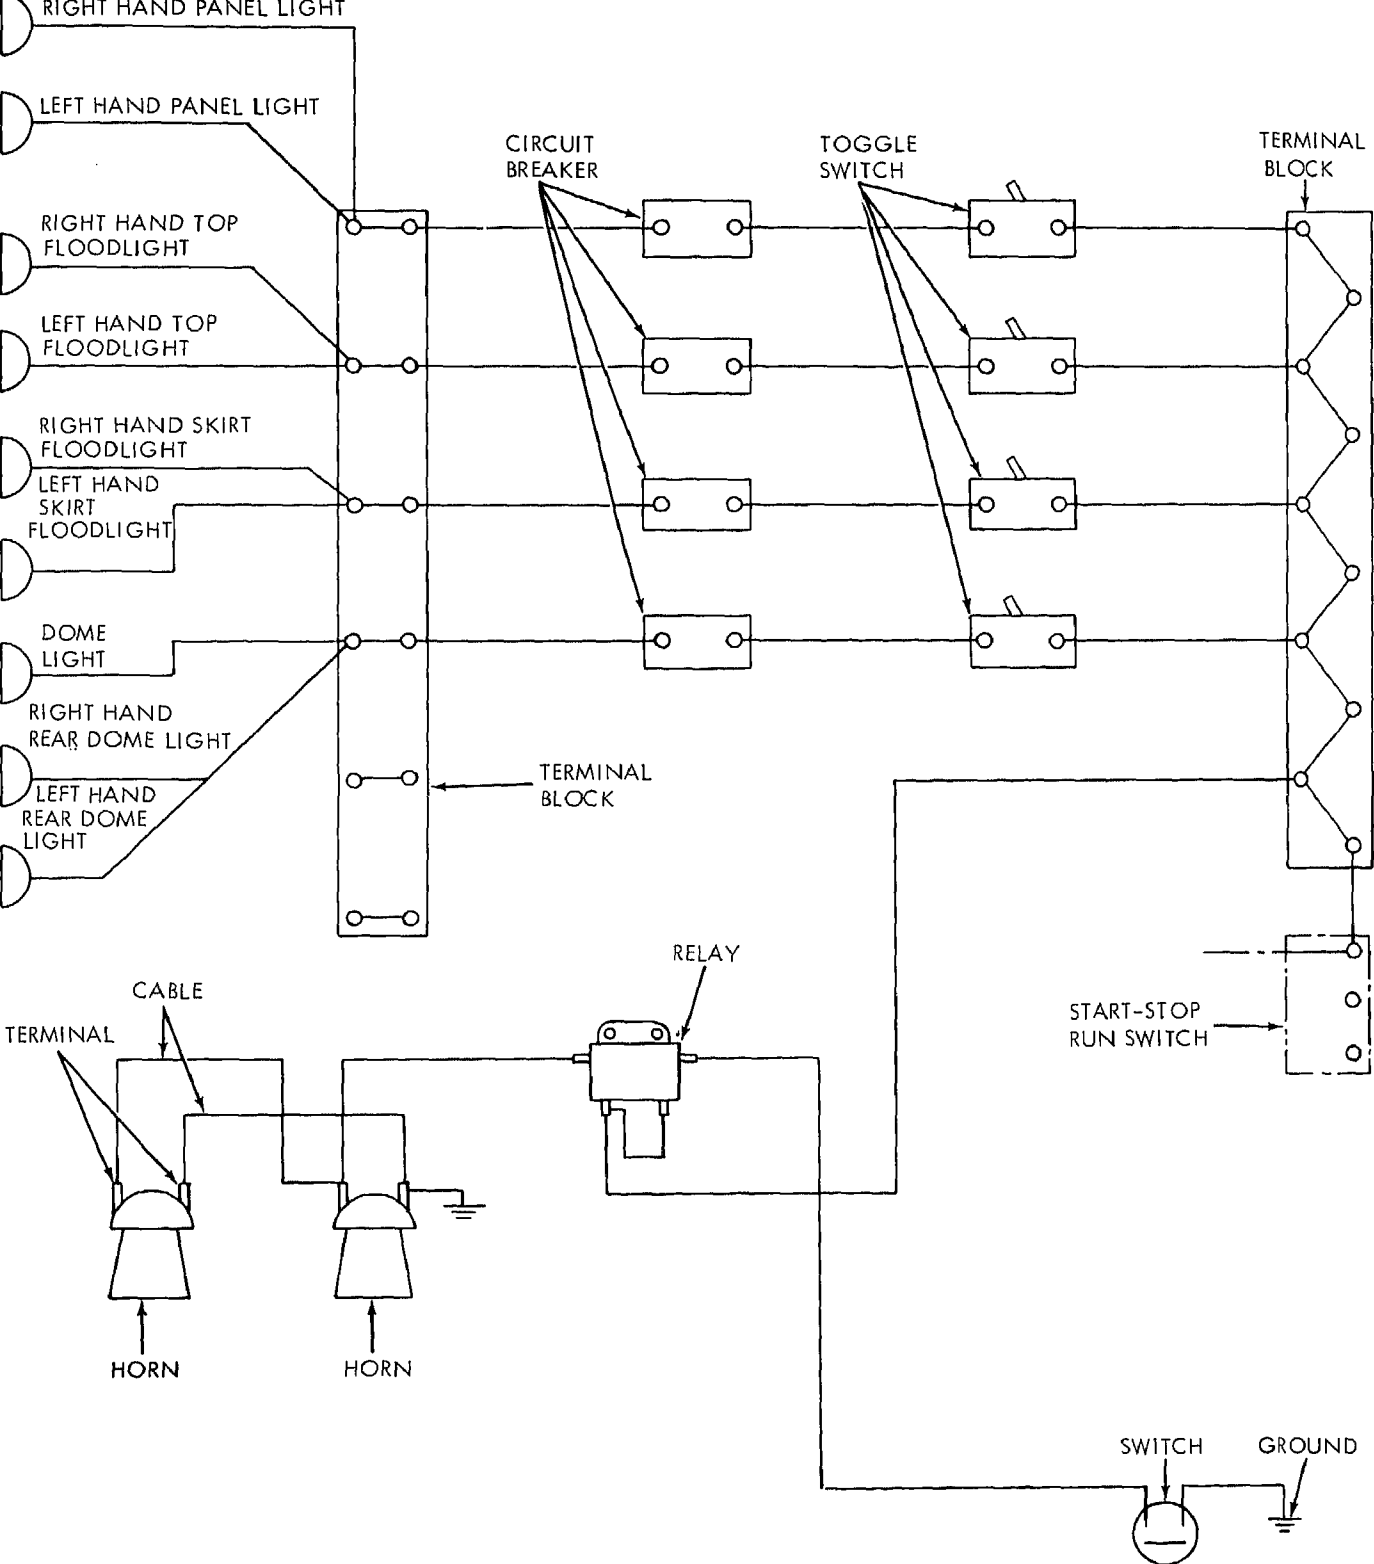 RIGHT HAND PANEL LIGHT
LEFT HAND PANEL LIGHT
CIRCUIT
BREAKER
TOGGLE
SWITCH
TERMINAL
BLOCK
RIGHT HAND TOP
FLOODLIGHT
LEFT HAND TOP
FLOODLIGHT
RIGHT HAND SKIRT
FLOODLIGHT
LEFT HAND
SKIRT
FLOODLIGHT
DOME
LIGHT
RIGHT HAND
REAR DOME LIGHT
LEFT HAND
REAR DOME
LIGHT
TERMINAL
BLOCK
RELAY
CABLE
TERMINAL
START-STOP
RUN SWITCH
HORN
HORN
SWITCH
GROUND